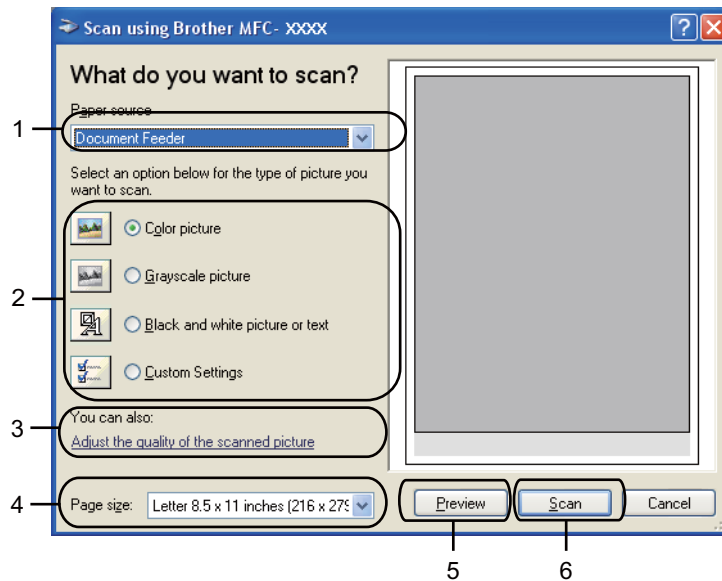 Scan using Brother MFC- XXXX
What do you want to scan?
Paper source
1
Document Feeder
Select an option below for the type of picture you
want to scan.
2
Color picture
Grayscale picture
Black and white picture or text
Custom Settings
3
You can also:
Adjust the quality of the scanned picture
4
Page size:
Letter 8.5 x 11 inches (216 x 279
Preview
Scan
Cancel
5
6